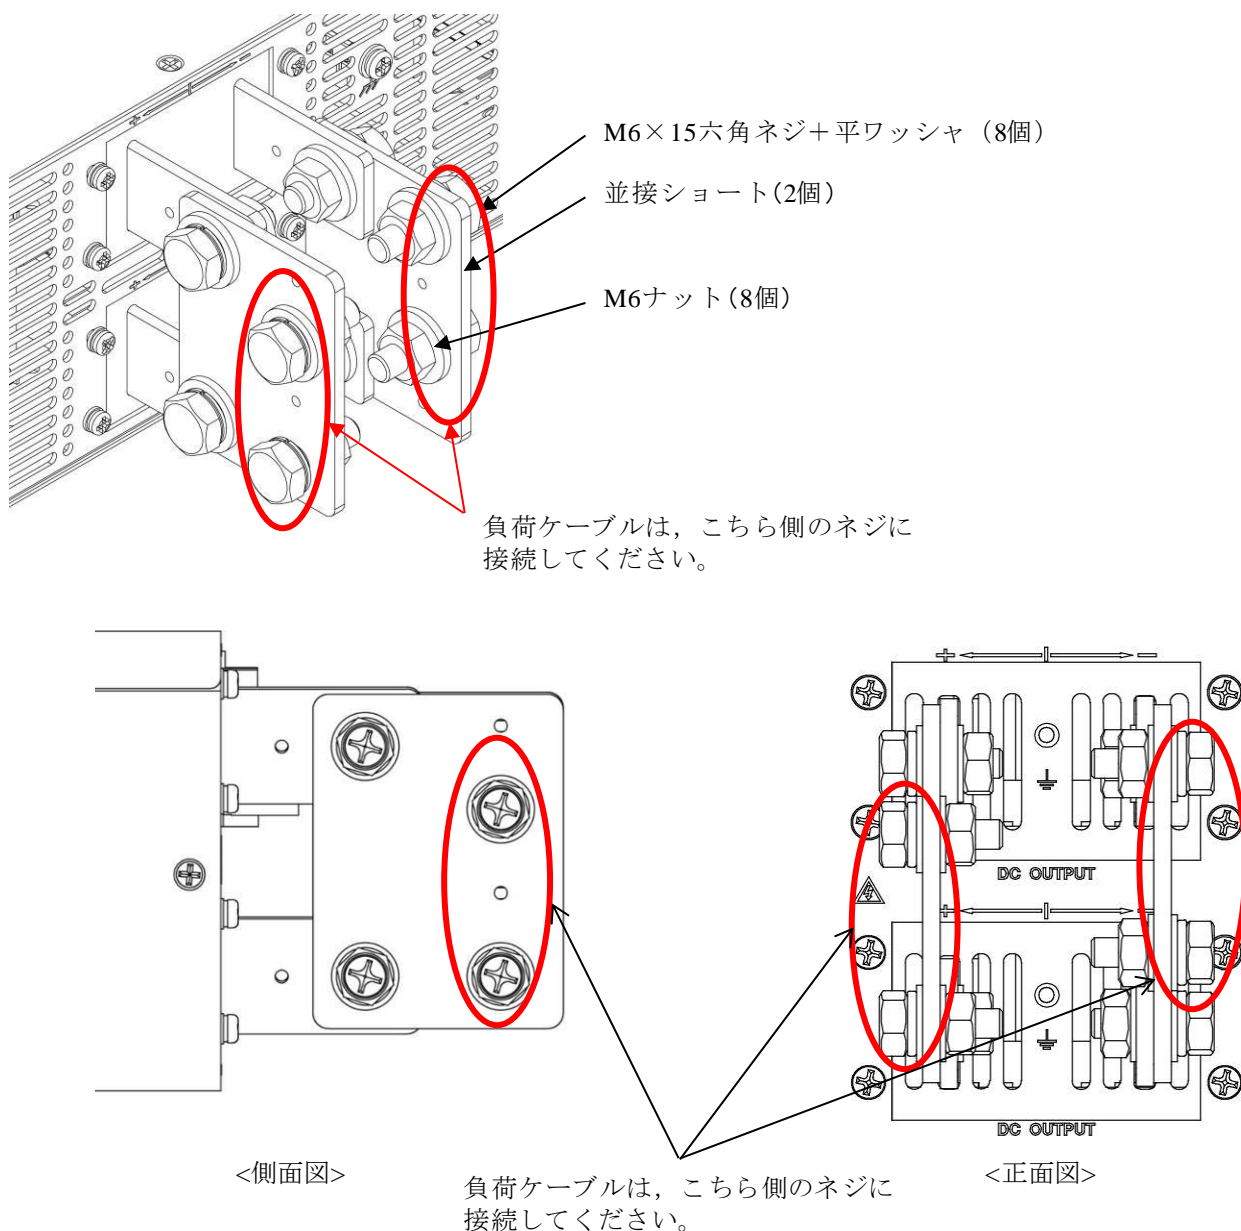 M6×15六角ネジ＋平ワッシャ（8個）
並接ショート（2個）
M6ナット（8個）
負荷ケーブルは，こちら側のネジに
接続してください。
+ −
DC OUTPUT
+ −
DC OUTPUT
<側面図>
<正面図>
負荷ケーブルは，こちら側のネジに
接続してください。